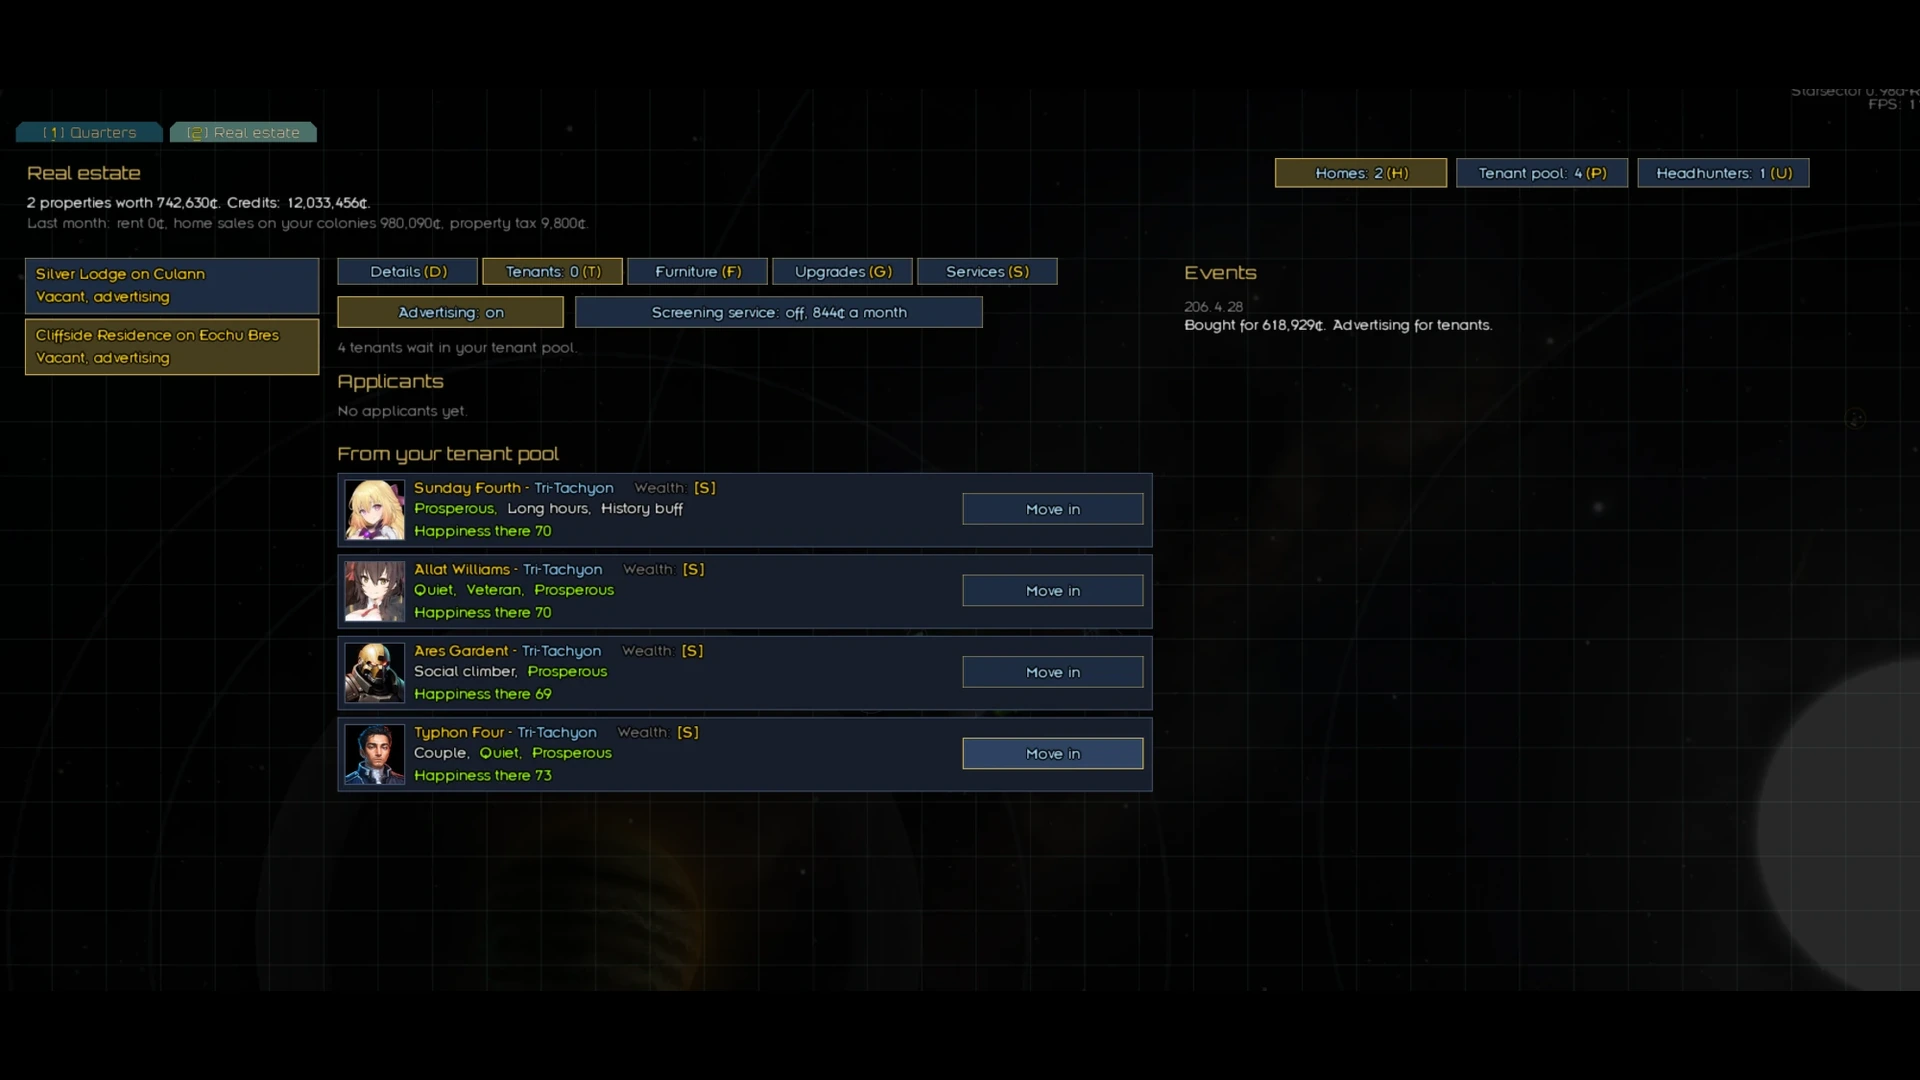 FPS: 1
[1] Quarters
[2] Real estate
Real estate
Homes: 2 (H)
Tenant pool: 4 (P)
Headhunters: 1 (U)
2 properties worth 742,630¢. Credits: 12,033,456¢.
Last month: rent 0¢, home sales on your colonies 980,090¢, property tax 9,800¢.
Silver Lodge on Culann
Vacant, advertising
Cliffside Residence on Eochu Bres
Vacant, advertising
Details (D)
Tenants: 0 (T)
Furniture (F)
Upgrades (G)
Services (S)
Advertising: on
Screening service: off, 844¢ a month
4 tenants wait in your tenant pool.
Applicants
No applicants yet.
From your tenant pool
Sunday Fourth - Tri-Tachyon Wealth: [S]
Prosperous, Long hours, History buff
Happiness there 70
Move in
Allat Williams - Tri-Tachyon Wealth: [S]
Quiet, Veteran, Prosperous
Happiness there 70
Move in
Ares Gardent - Tri-Tachyon Wealth: [S]
Social climber, Prosperous
Happiness there 69
Move in
Typhon Four - Tri-Tachyon Wealth: [S]
Couple, Quiet, Prosperous
Happiness there 73
Move in
Events
206.4.28
Bought for 618,929¢. Advertising for tenants.